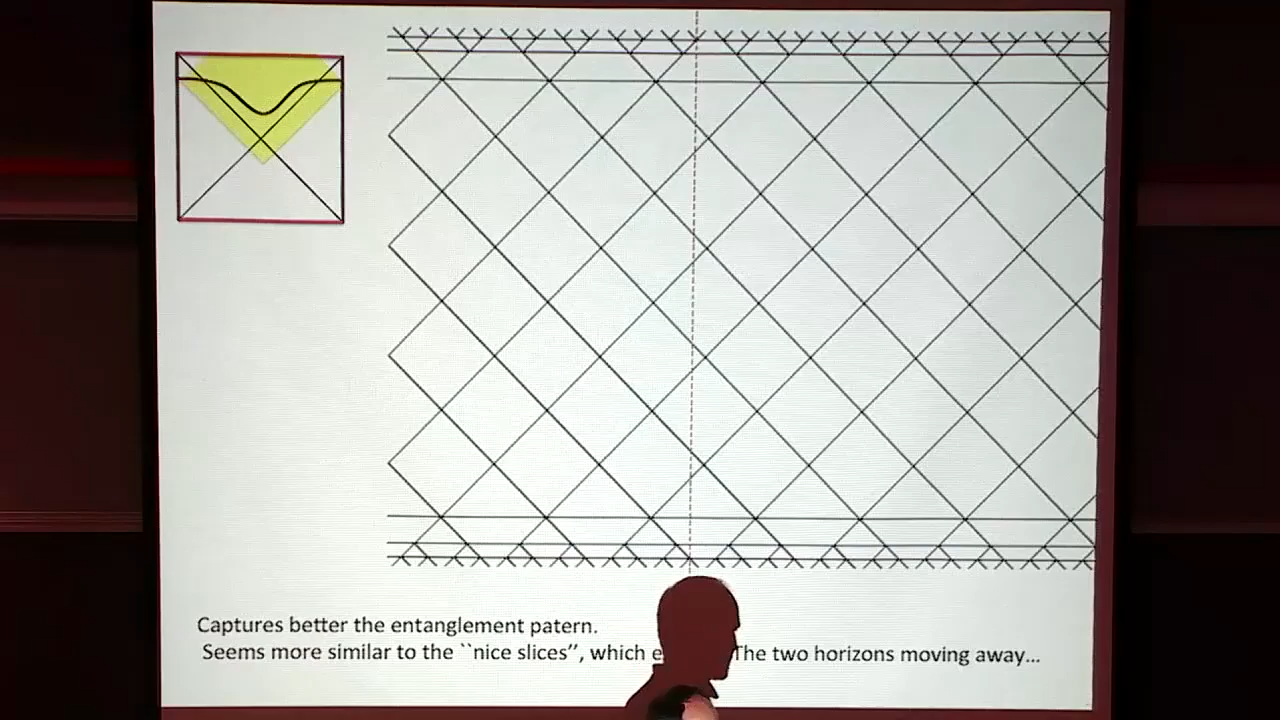 Captures better the entanglement patern.
Seems more similar to the ``nice slices”, which The two horizons moving away...